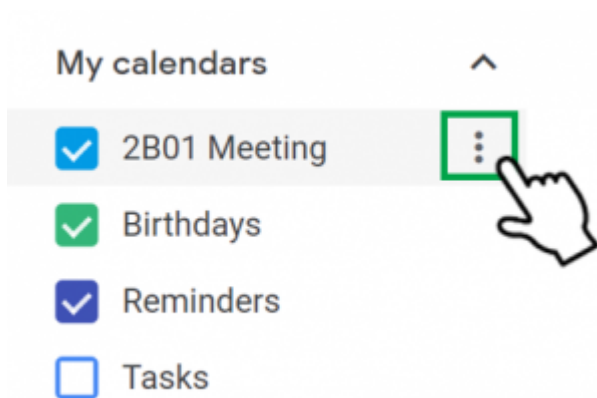 My calendars
2B01 Meeting
Birthdays
Reminders
Tasks